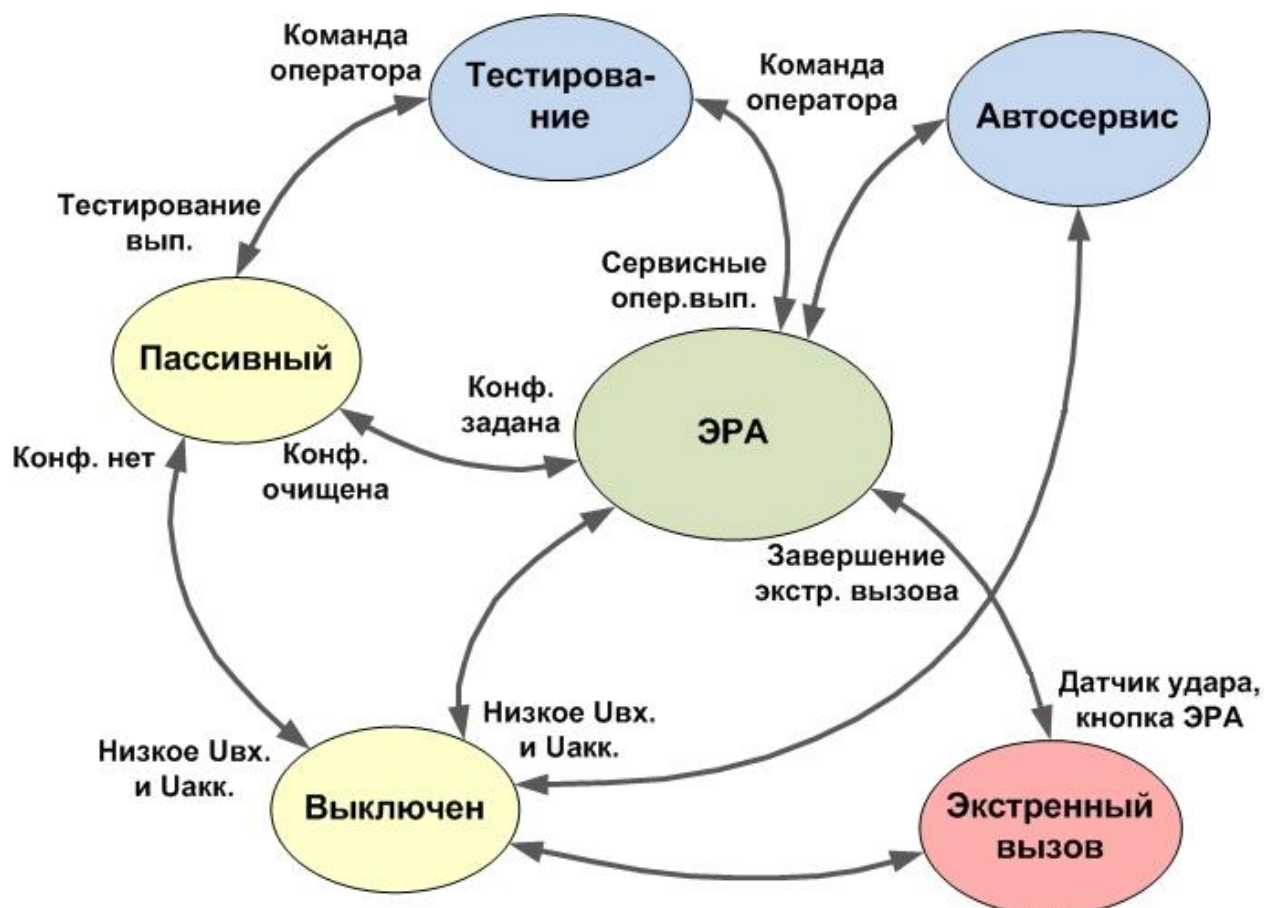 Команда
оператора
Тестирова-
ние
Команда
оператора
Автосервис
Тестирование
вып.
Сервисные
опер.вып.
Пассивный
Конф.
задана
ЭРА
Конф. нет
Конф.
очищена
Завершение
экстр. вызова
Датчик удара,
кнопка ЭРА
Низкое Uвх.
и Uакк.
Низкое Uвх.
и Uакк.
Выключен
Экстренный
вызов